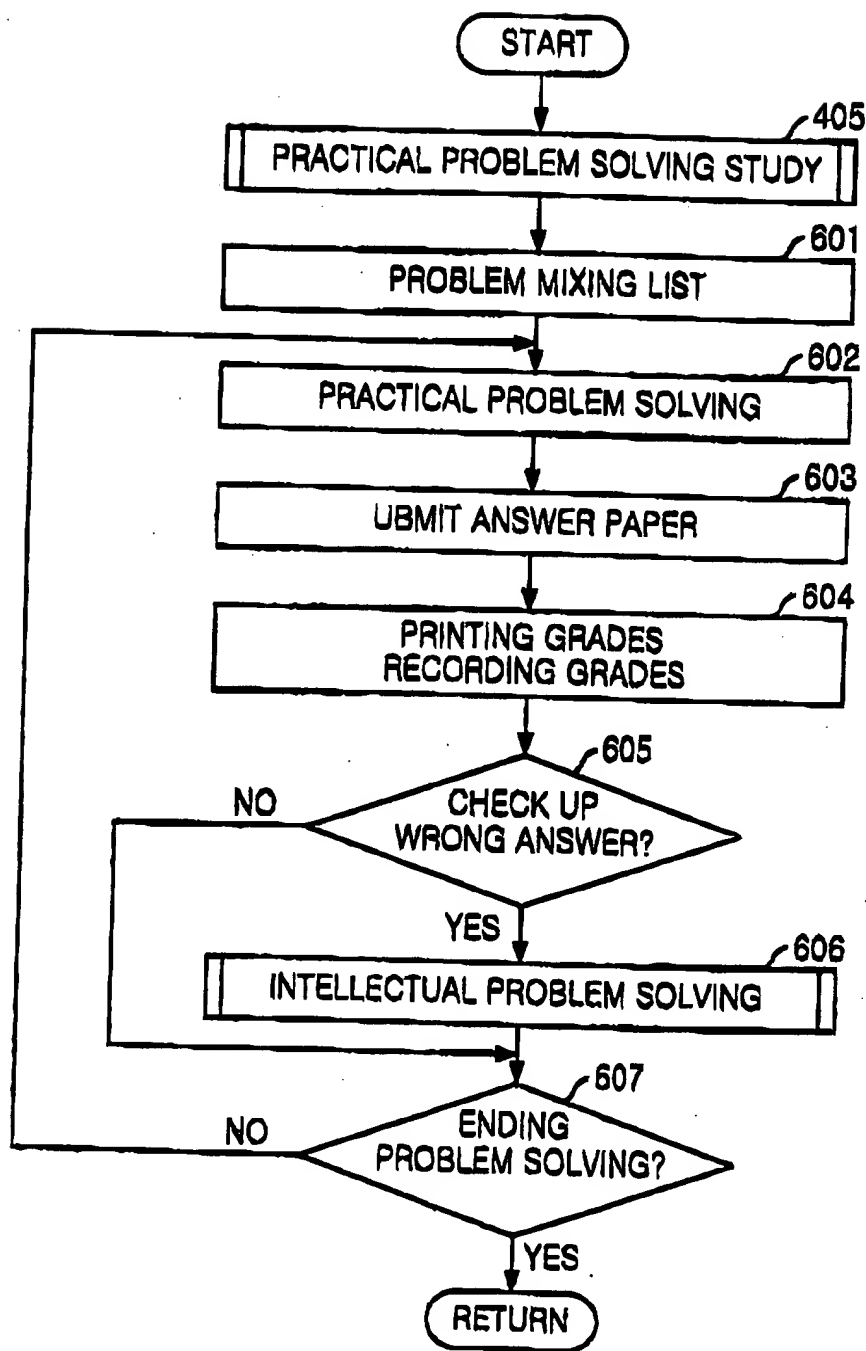 START
405
PRACTICAL PROBLEM SOLVING STUDY
601
PROBLEM MIXING LIST
602
PRACTICAL PROBLEM SOLVING
603
UBMIT ANSWER PAPER
604
PRINTING GRADES
RECORDING GRADES
605
NO
CHECK UP
WRONG ANSWER?
YES
606
INTELLECTUAL PROBLEM SOLVING
607
NO
ENDING
PROBLEM SOLVING?
YES
RETURN